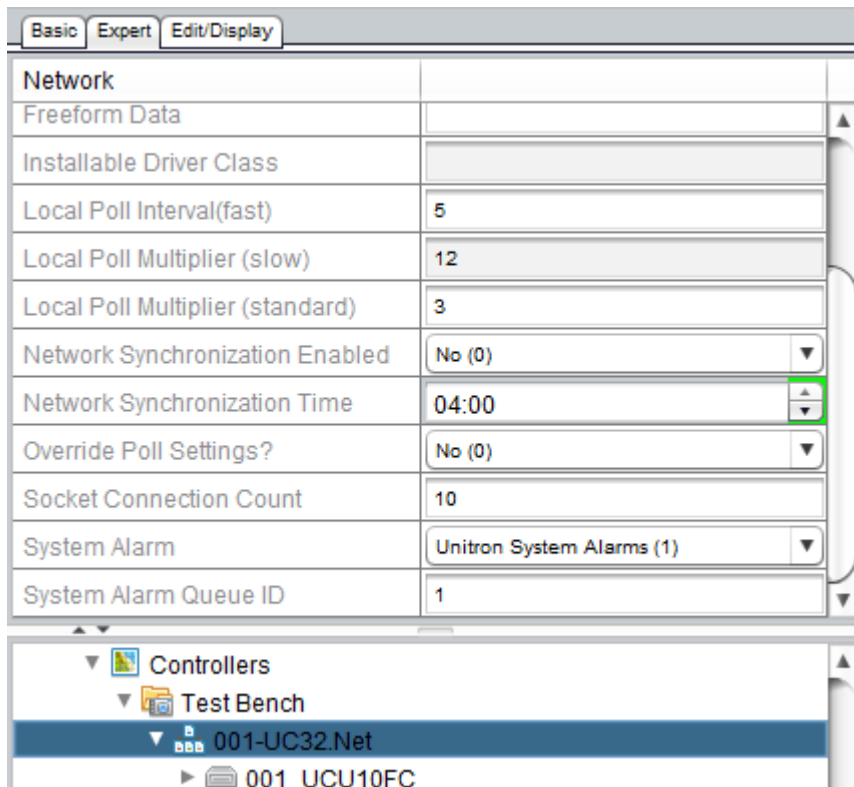 Basic Expert Edit/Display
Network
Freeform Data
Installable Driver Class
Local Poll Interval(fast) 5
Local Poll Multiplier (slow) 12
Local Poll Multiplier (standard) 3
Network Synchronization Enabled No (0)
Network Synchronization Time 04:00
Override Poll Settings? No (0)
Socket Connection Count 10
System Alarm Unitron System Alarms (1)
System Alarm Queue ID 1
Controllers
Test Bench
001-UC32.Net
001_UCU10FC